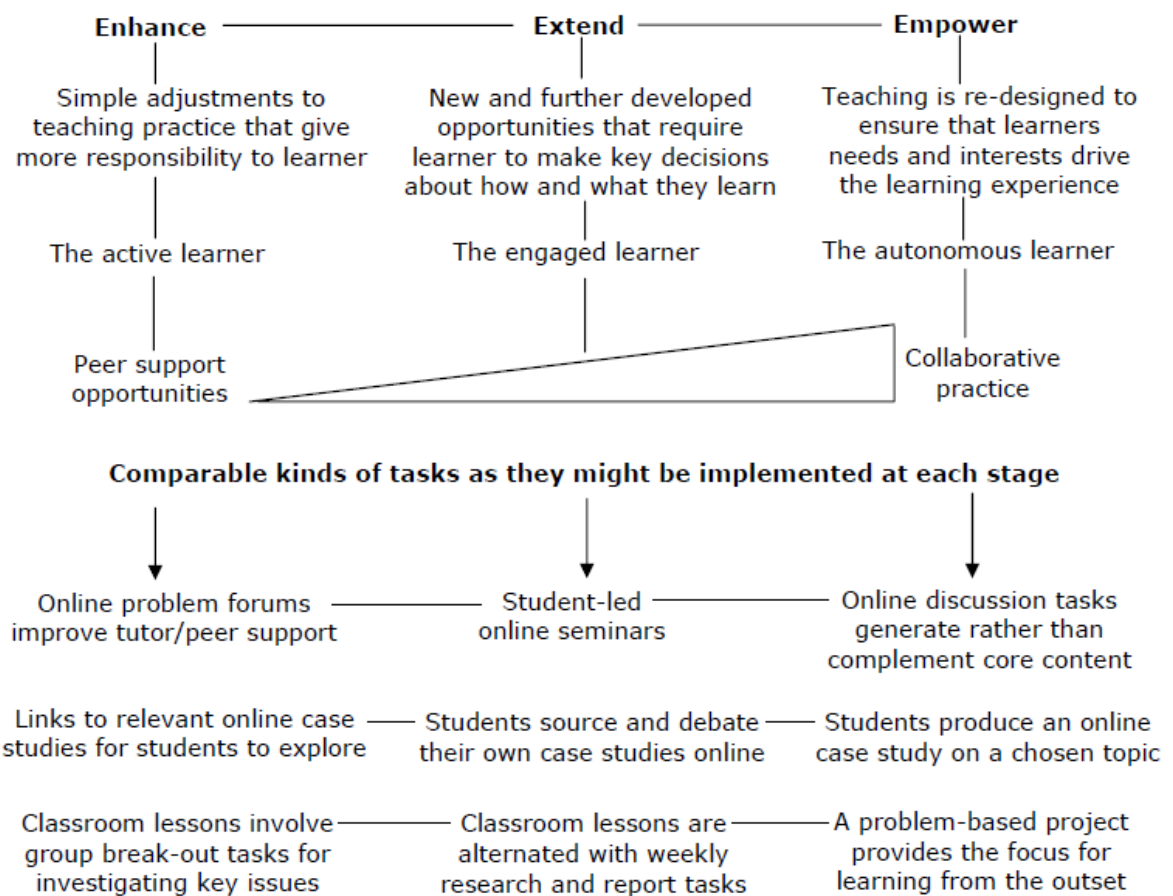 Enhance
Extend
Empower
Simple adjustments to
teaching practice that give
more responsibility to learner
New and further developed
opportunities that require
learner to make key decisions
about how and what they learn
Teaching is re-designed to
ensure that learners
needs and interests drive
the learning experience
The active learner
The engaged learner
The autonomous learner
Peer support
opportunities
Collaborative
practice
Comparable kinds of tasks as they might be implemented at each stage
Online problem forums
improve tutor/peer support
Student-led
online seminars
Online discussion tasks
generate rather than
complement core content
Links to relevant online case
studies for students to explore
Students source and debate
their own case studies online
Students produce an online
case study on a chosen topic
Classroom lessons involve
group break-out tasks for
investigating key issues
Classroom lessons are
alternated with weekly
research and report tasks
A problem-based project
provides the focus for
learning from the outset